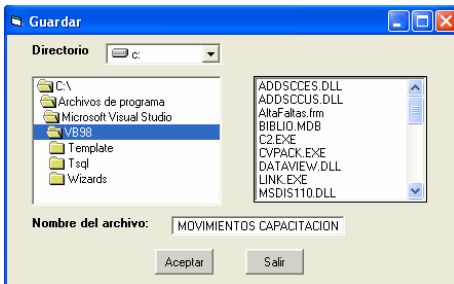 Guardar
Directorio
c:
C:\
Archivos de programa
Microsoft Visual Studio
VB98
Template
Tsql
Wizards
ADDSCCES.DLL
ADDSCCUS.DLL
AltaFaltas.frm
BIBLIO.MDB
C2.EXE
CVPACK.EXE
DATAVIEW.DLL
LINK.EXE
MSDIS110.DLL
Nombre del archivo:
MOVIMIENTOS CAPACITACION
Aceptar
Salir